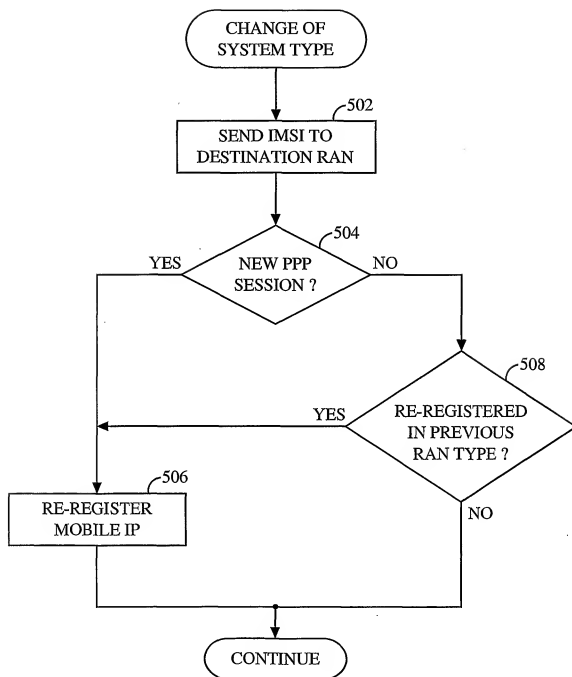 CHANGE OF
SYSTEM TYPE
502
SEND IMSI TO
DESTINATION RAN
504
YES
NEW PPP
SESSION ?
NO
508
YES
RE-REGISTERED
IN PREVIOUS
RAN TYPE ?
506
RE-REGISTER
MOBILE IP
NO
CONTINUE